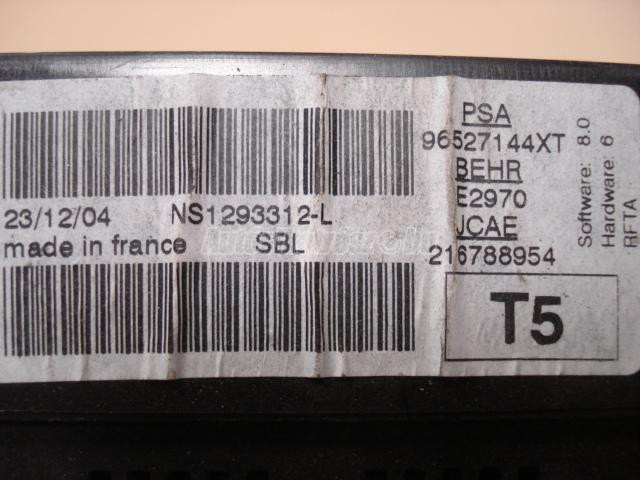 PSA
96527144XT
BEHR
E2970
JCAE
216788954
T5
23/12/04 NS1293312-L
made in france SBL
Software: 8.0
Hardware: 6
RFTA